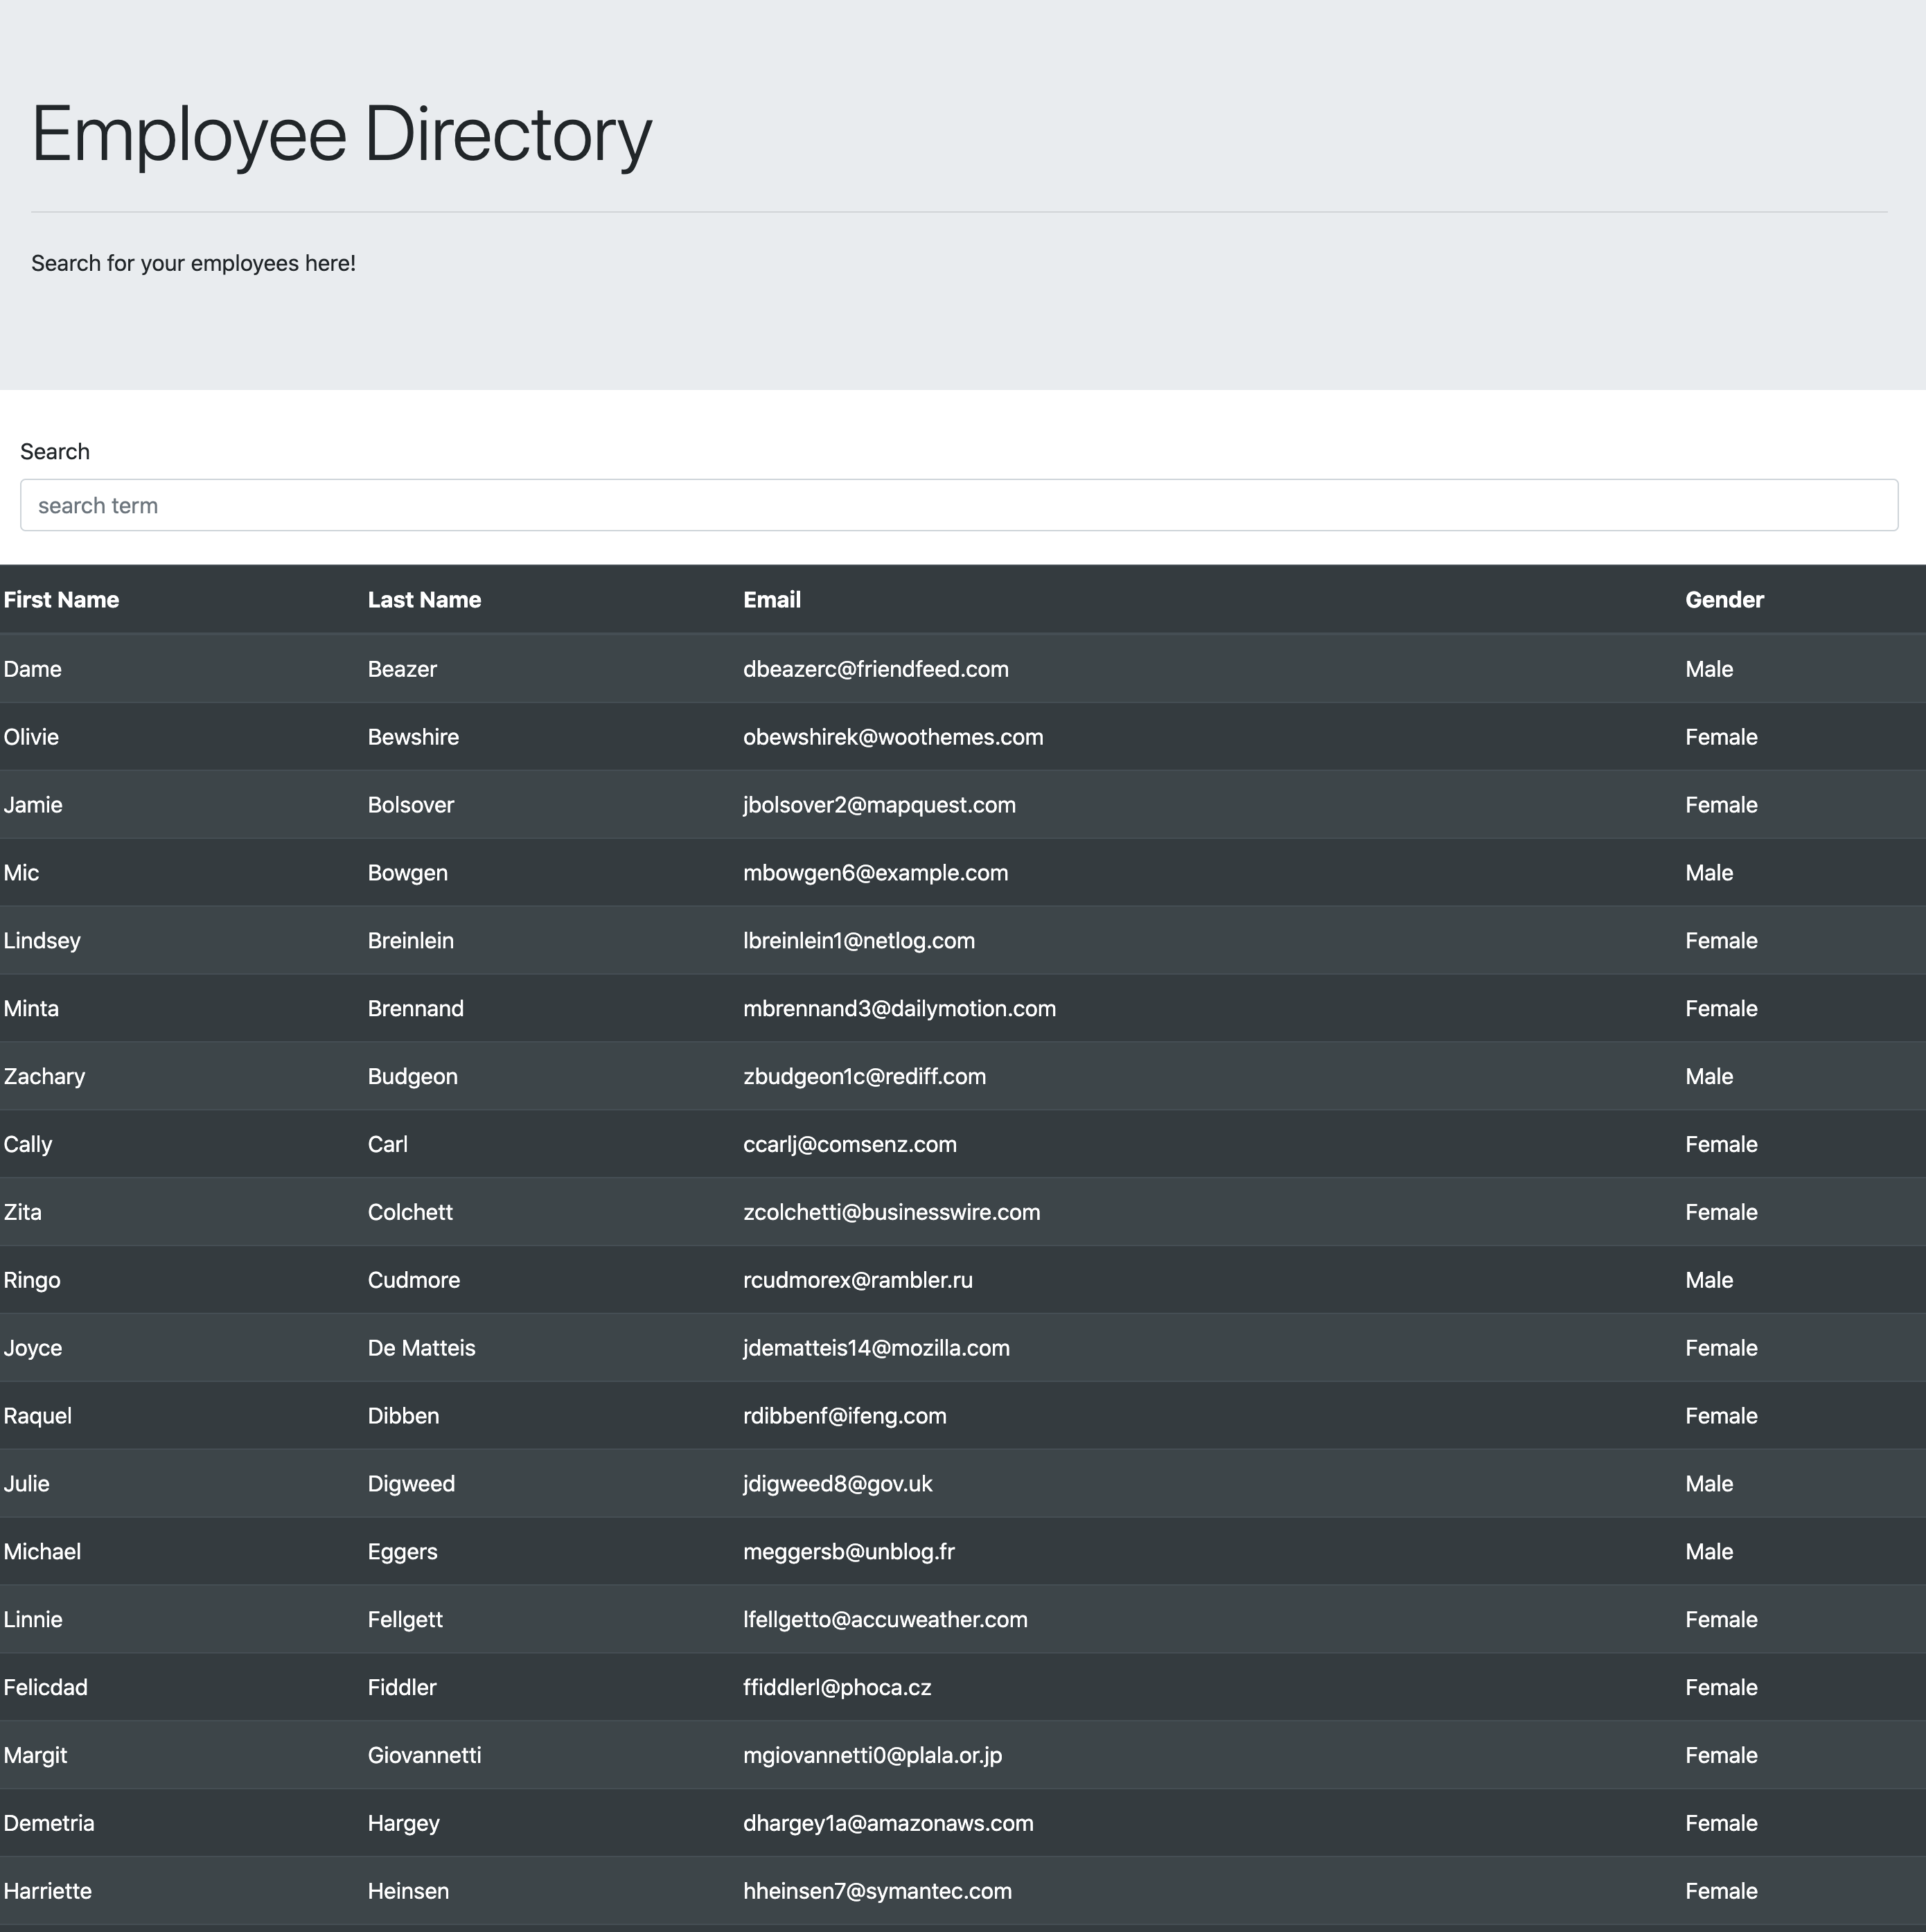 Employee Directory
Search for your employees here!
Search
search term
First Name Last Name Email Gender
Dame Beazer dbeazerc@friendfeed.com Male
Olivie Bewshire obewshirek@woothemes.com Female
Jamie Bolsover jbolsover2@mapquest.com Female
Mic Bowgen mbowgen6@example.com Male
Lindsey Breinlein lbreinlein1@netlog.com Female
Minta Brennand mbrennand3@dailymotion.com Female
Zachary Budgeon zbudgeon1c@rediff.com Male
Cally Carl ccarlj@comsenz.com Female
Zita Colchett zcolchetti@businesswire.com Female
Ringo Cudmore rcudmorex@rambler.ru Male
Joyce De Matteis jdematteis14@mozilla.com Female
Raquel Dibben rdibbenf@ifeng.com Female
Julie Digweed jdigweed8@gov.uk Male
Michael Eggers meggersb@unblog.fr Male
Linnie Fellgett lfellgetto@accuweather.com Female
Felicdad Fiddler ffiddlerl@phoca.cz Female
Margit Giovannetti mgiovannetti0@plala.or.jp Female
Demetria Hargey dhargey1a@amazonaws.com Female
Harriette Heinsen hheinsen7@symantec.com Female